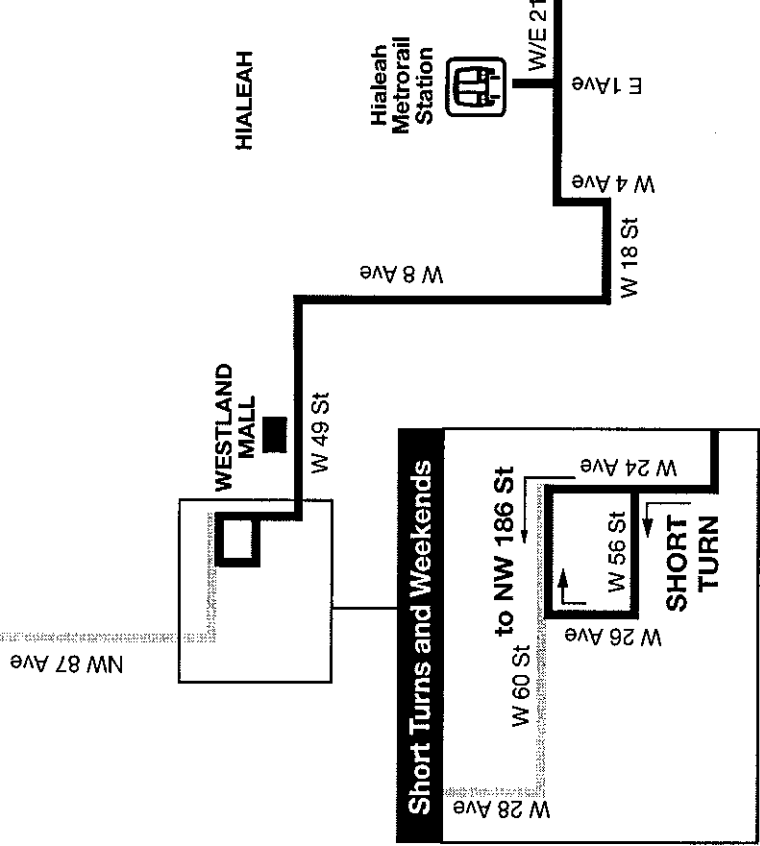 HIALEAH
Hialeah
Metrorail
Station
W/E 21
E 1Ave
W 4 Ave
W 18 St
W 8 Ave
WESTLAND
MALL
W 49 St
NW 87 Ave
Short Turns and Weekends
to NW 186 St
W 24 Ave
W 60 St
W 56 St
SHORT
TURN
W 26 Ave
W 28 Ave